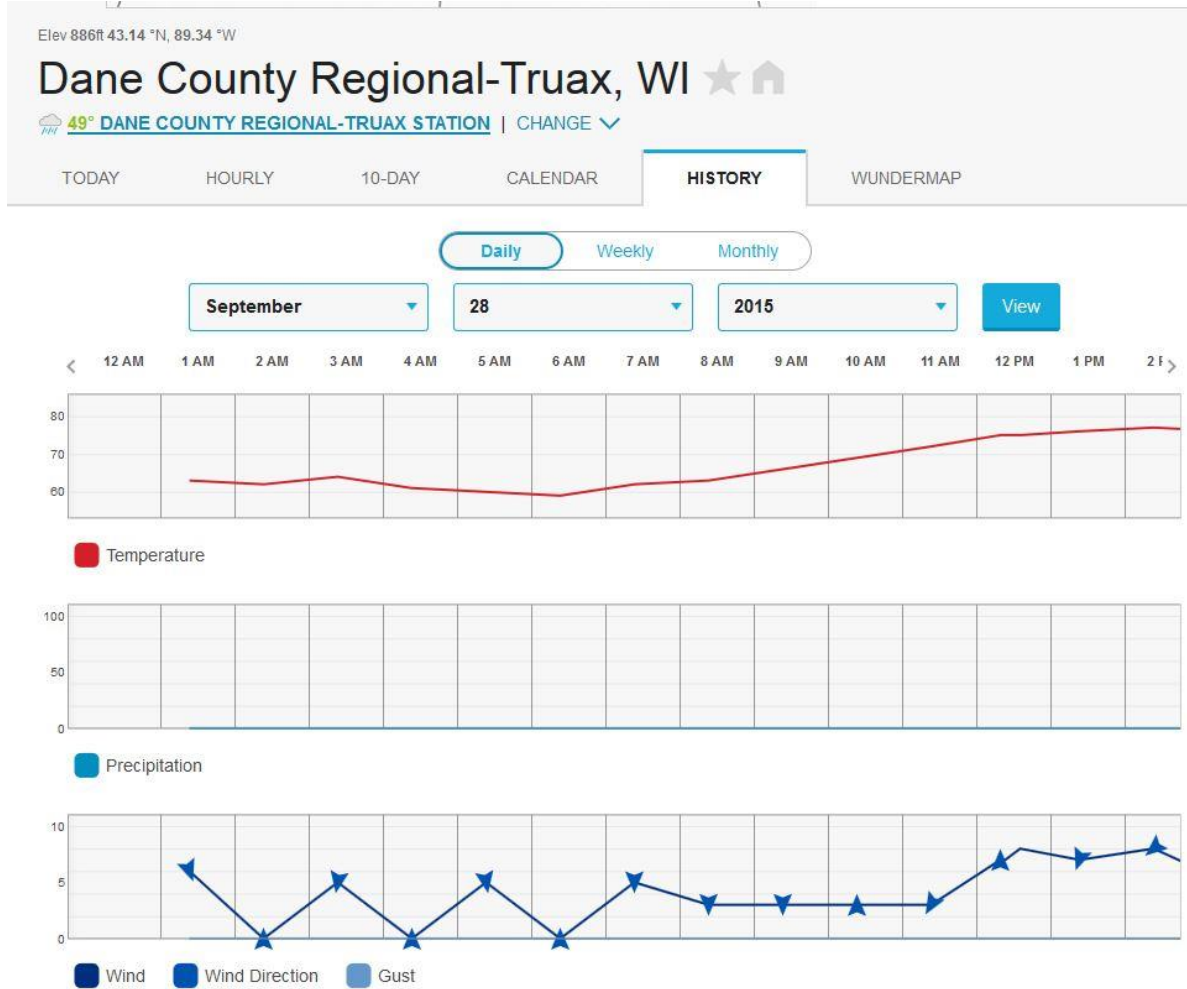 Elev 886ft 43.14 °N, 89.34 °W
Dane County Regional-Truax, WI
49° DANE COUNTY REGIONAL-TRUAX STATION | CHANGE
TODAY HOURLY 10-DAY CALENDAR HISTORY WUNDERMAP
Daily Weekly Monthly
September 28 2015 View
12 AM 1 AM 2 AM 3 AM 4 AM 5 AM 6 AM 7 AM 8 AM 9 AM 10 AM 11 AM 12 PM 1 PM 2
80
70
60
Temperature
100
50
0
Precipitation
10
5
0
Wind Wind Direction Gust